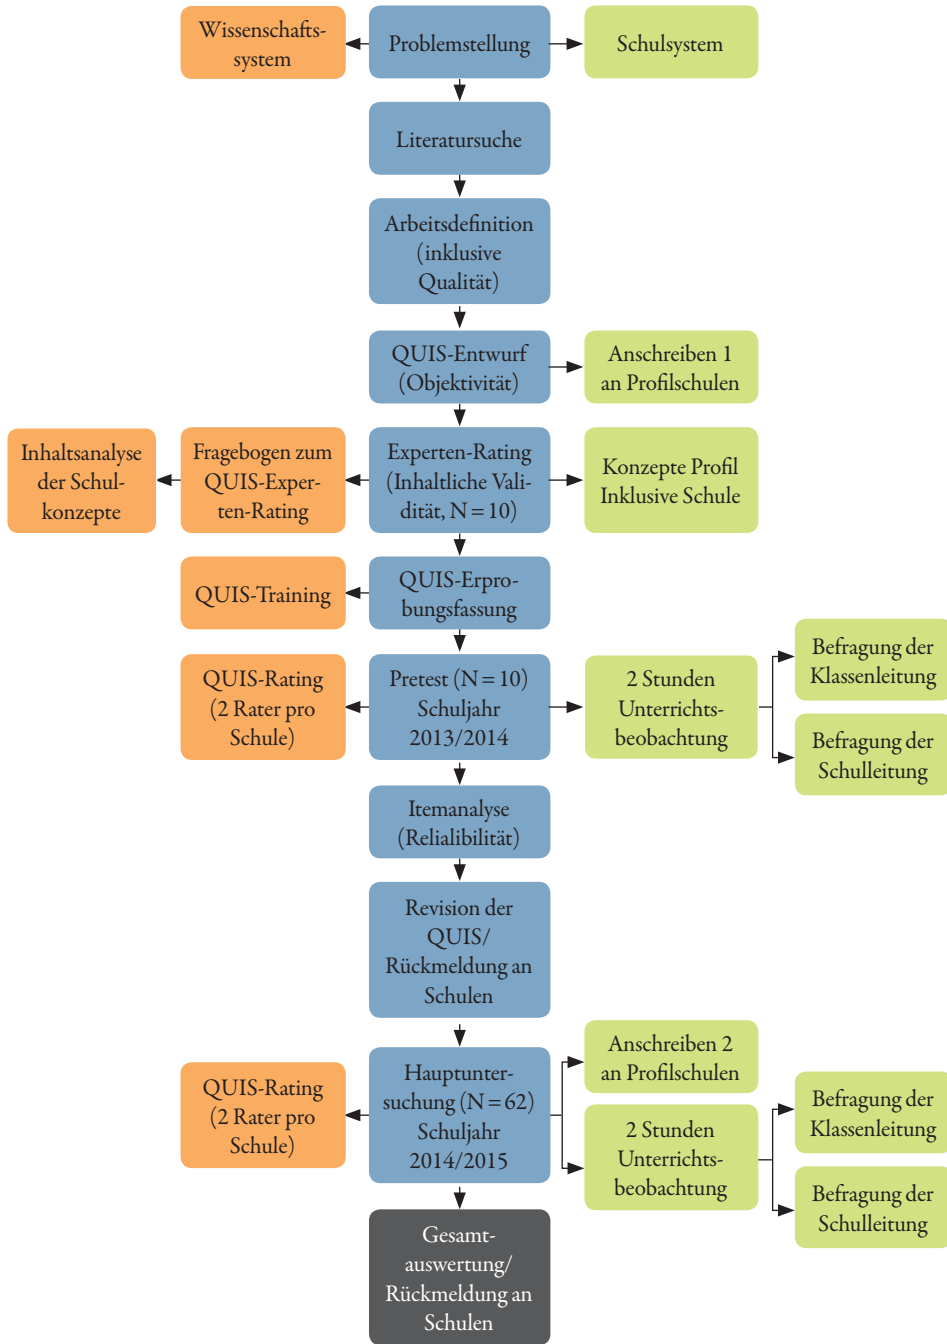 Wissenschafts-
system
Problemstellung
Schulsystem
Literatursuche
Arbeitsdefinition
(inklusive
Qualität)
QUIS-Entwurf
(Objektivität)
Anschreiben 1
an Profilschulen
Inhaltsanalyse
der Schul-
konzepte
Fragebogen zum
QUIS-Exper-
ten-Rating
Experten-Rating
(Inhaltliche Vali-
dität, N = 10)
Konzepte Profil
Inklusive Schule
QUIS-Training
QUIS-Erpro-
bungsfassung
QUIS-Rating
(2 Rater pro
Schule)
Pretest (N = 10)
Schuljahr
2013/2014
2 Stunden
Unterrichts-
beobachtung
Befragung der
Klassenleitung
Befragung der
Schulleitung
Itemanalyse
(Relialibilität)
Revision der
QUIS/
Rückmeldung an
Schulen
QUIS-Rating
(2 Rater pro
Schule)
Hauptunter-
suchung (N = 62)
Schuljahr
2014/2015
Anschreiben 2
an Profilschulen
2 Stunden
Unterrichts-
beobachtung
Befragung der
Klassenleitung
Befragung der
Schulleitung
Gesamt-
auswertung/
Rückmeldung an
Schulen